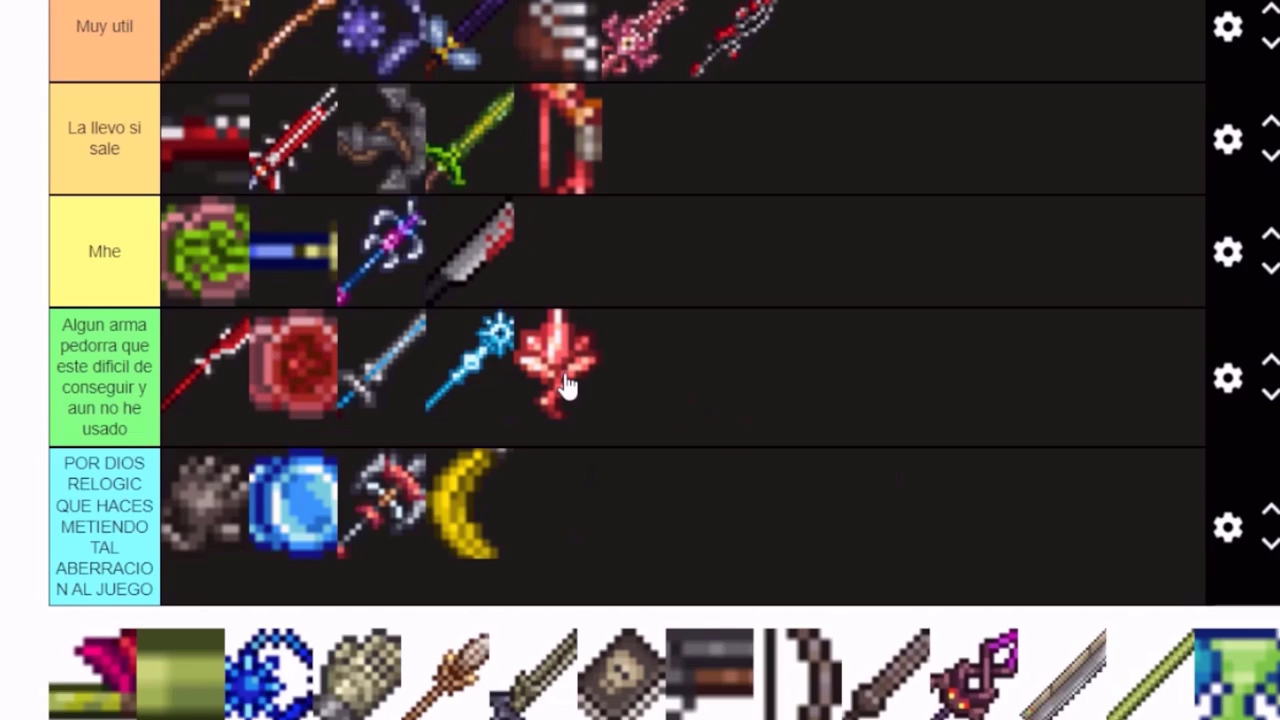 Muy util
La llevo si
sale
Mhe
Algun arma
pedorra que
este dificil de
conseguir y
aun no he
usado
POR DIOS
RELOGIC
QUE HACES
METIENDO
TAL
ABERRACIO
N AL JUEGO